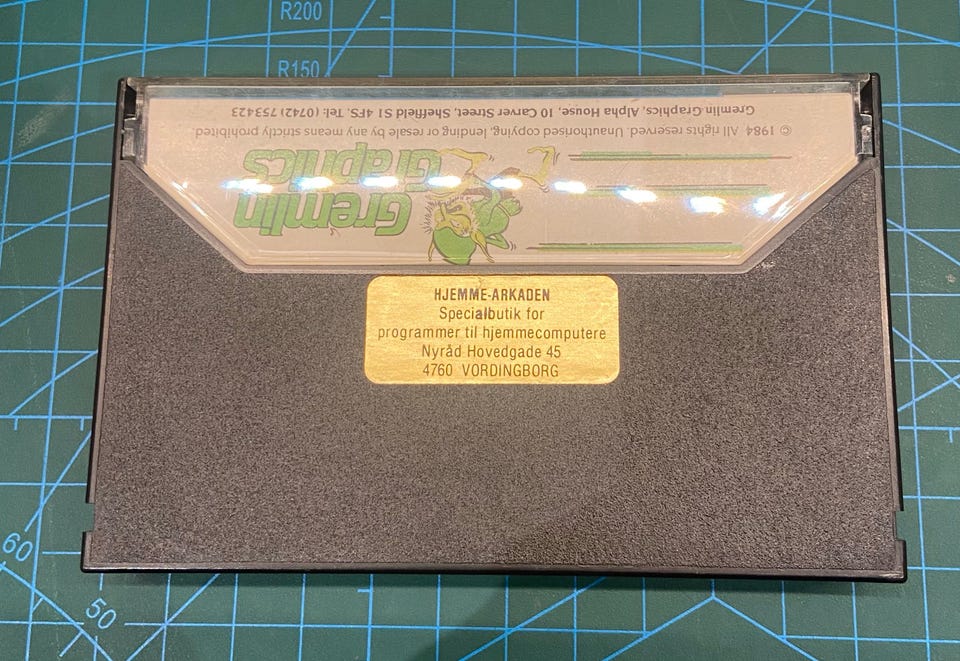 R200
R150
Gremlin Graphics, Alpha House, 10 Carver Street, Sheffield S1 4FS. Tel: (0742) 753423
© 1984 All rights reserved. Unauthorised copying, lending or resale by any means strictly prohibited.
Gremlin
Graphics
HJEMME-ARKADEN
Specialbutik for
programmer til hjemmecomputere
Nyråd Hovedgade 45
4760 VORDINGBORG
60
50